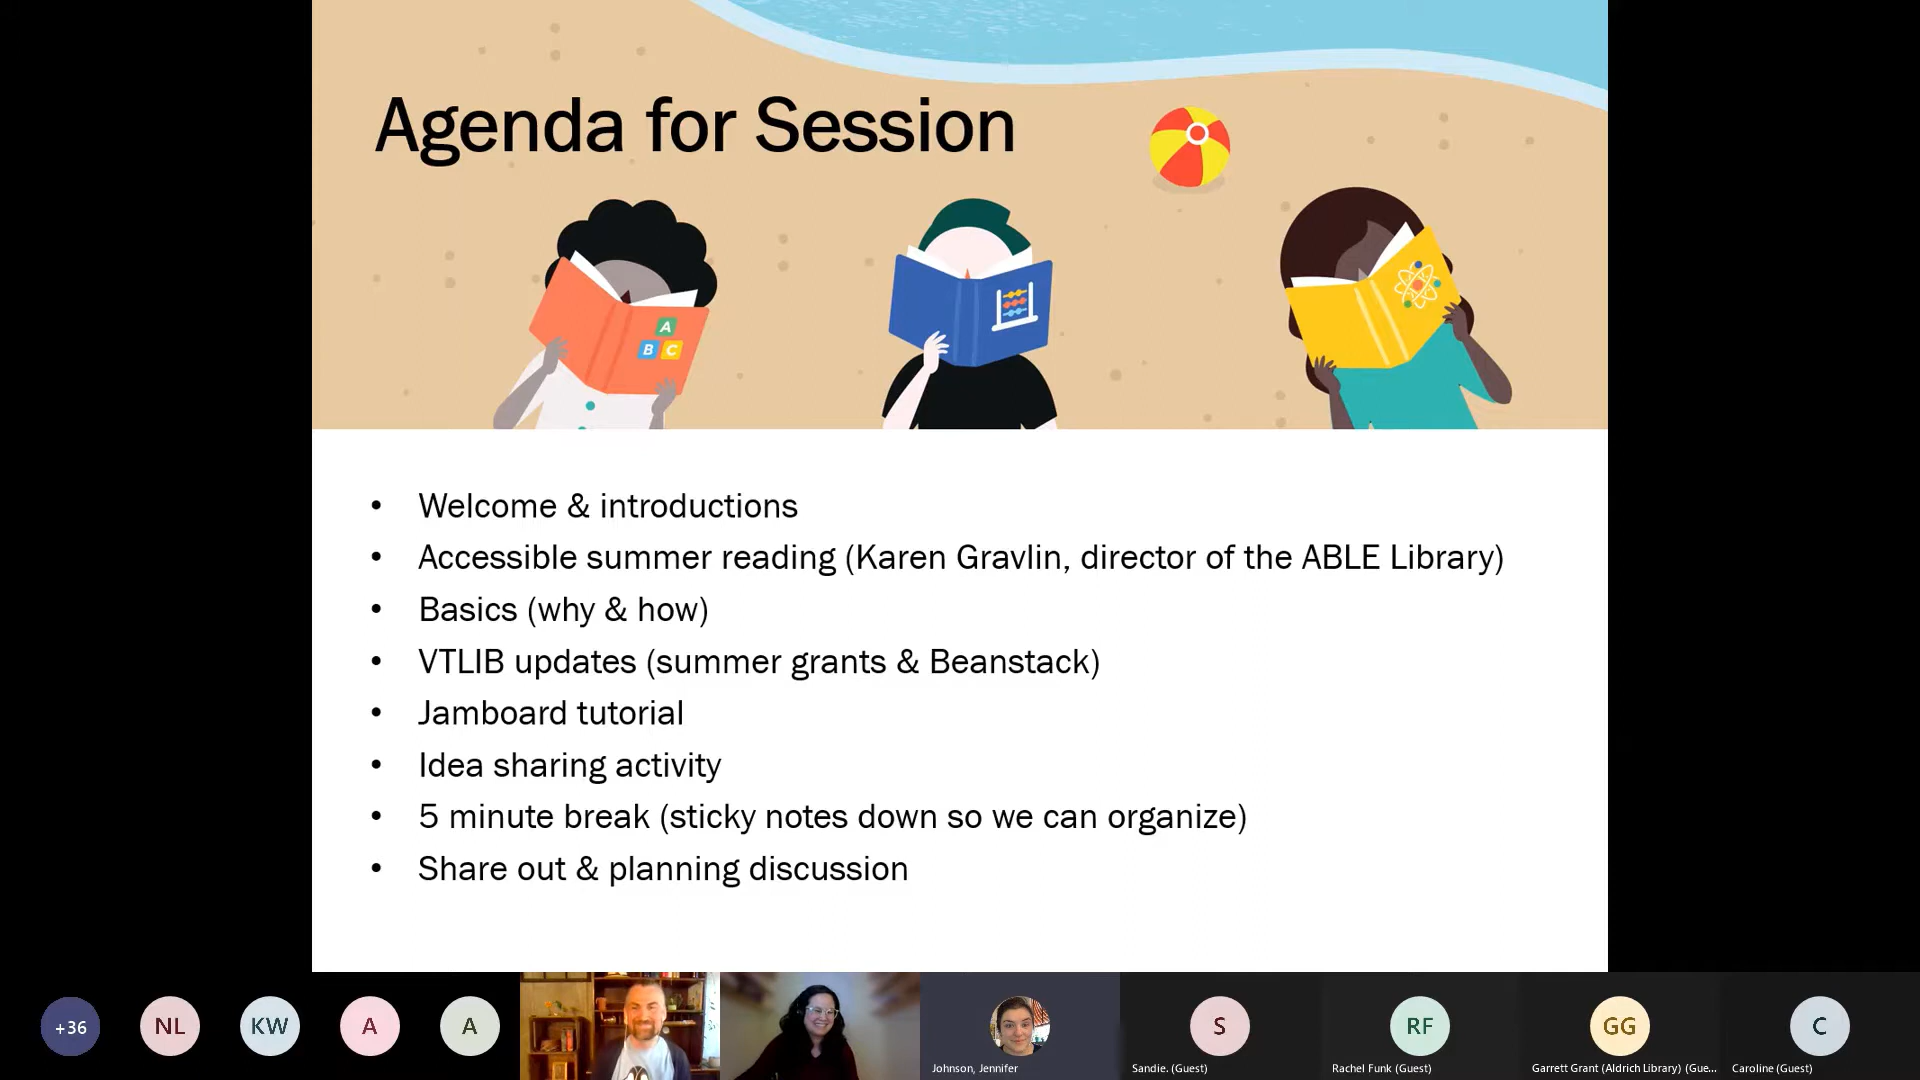 Agenda for Session
A
B C
• Welcome & introductions
• Accessible summer reading (Karen Gravlin, director of the ABLE Library)
• Basics (why & how)
• VTLIB updates (summer grants & Beanstack)
• Jamboard tutorial
• Idea sharing activity
• 5 minute break (sticky notes down so we can organize)
• Share out & planning discussion
+36
NL
KW
A
A
S
RF
GG
C
Johnson, Jennifer
Sandie. (Guest)
Rachel Funk (Guest)
Garrett Grant (Aldrich Library) (Gue...
Caroline (Guest)